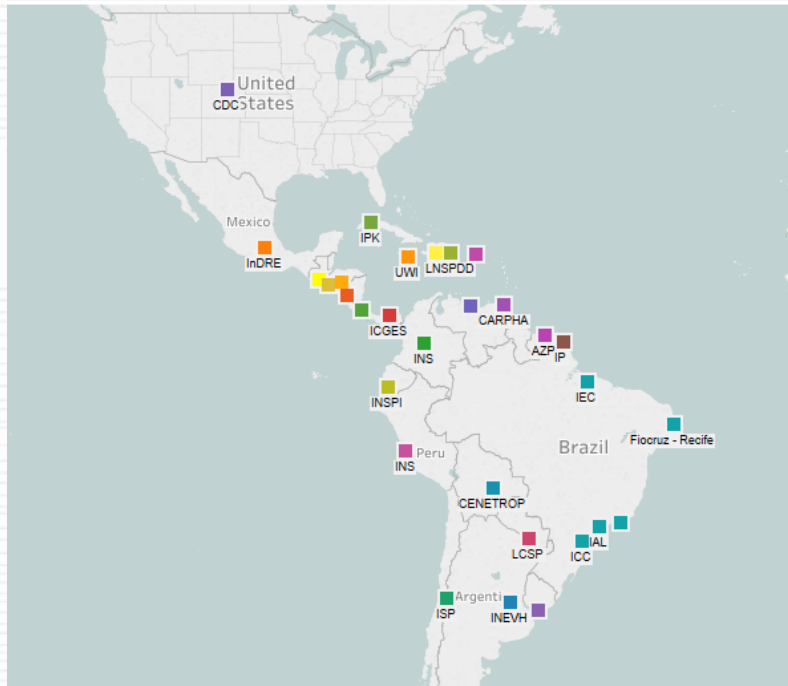 United
States
CDC
Mexico
InDRE
IPK
UWI
LNSPDD
ICGES
CARPHA
INS
AZP
IP
INSPI
IEC
Fiocruz - Recife
Brazil
INS
Peru
CENETROP
IAL
LCSP
ICC
Argenti
ISP
INEVH